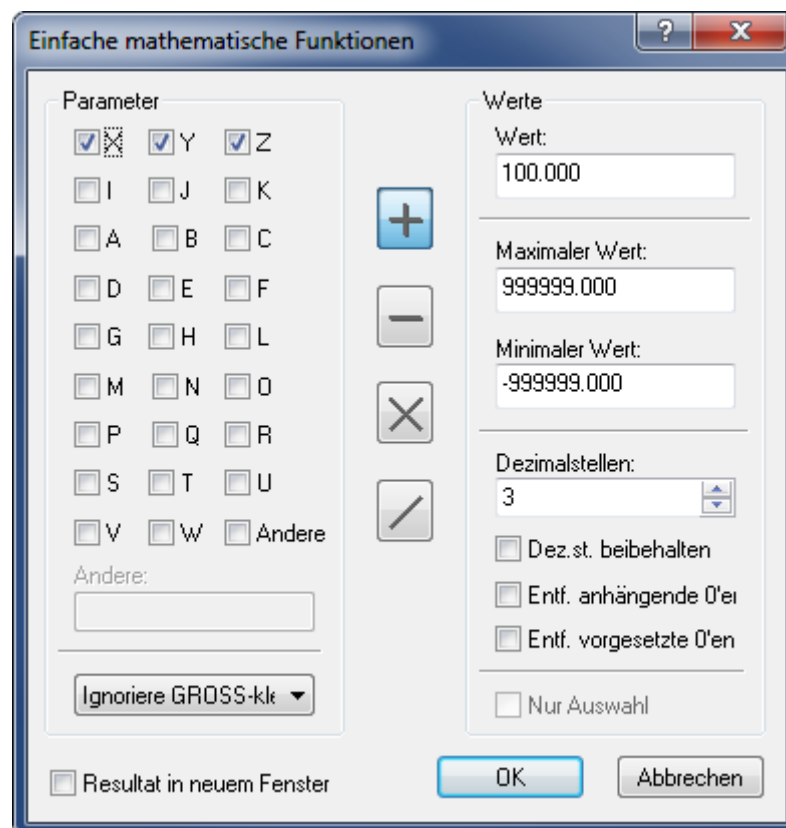 Einfache mathematische Funktionen
Parameter
X Y Z
I J K
A B C
D E F
G H L
M N O
P Q R
S T U
V W Andere
Andere:
Ignoriere GROSS-kle
Resultat in neuem Fenster
Werte
Wert:
100.000
Maximaler Wert:
999999.000
Minimaler Wert:
-999999.000
Dezimalstellen:
3
Dez.st. beibehalten
Entf. anhängende 0'er
Entf. vorgesetzte 0'en
Nur Auswahl
OK Abbrechen